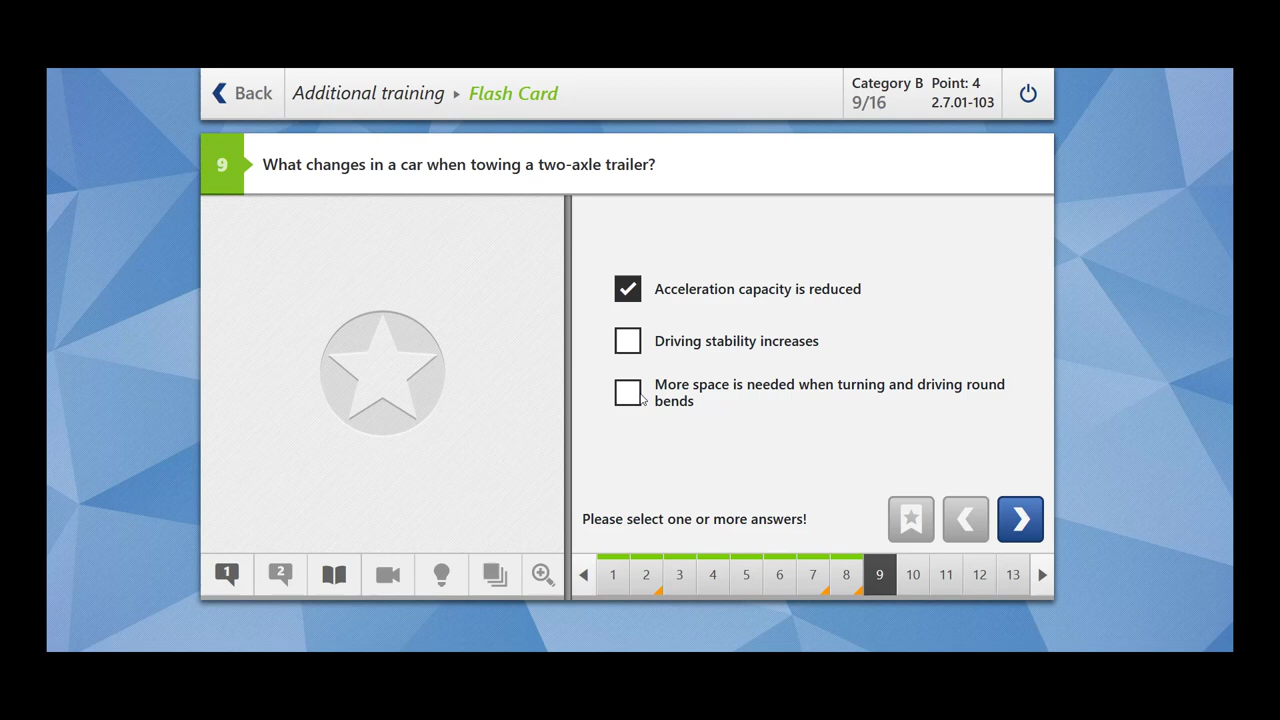 Back
Additional training ▸ Flash Card
Category B Point: 4
9/16 2.7.01-103
9 What changes in a car when towing a two-axle trailer?
Acceleration capacity is reduced
Driving stability increases
More space is needed when turning and driving round
bends
Please select one or more answers!
1 2
1 2 3 4 5 6 7 8 9 10 11 12 13